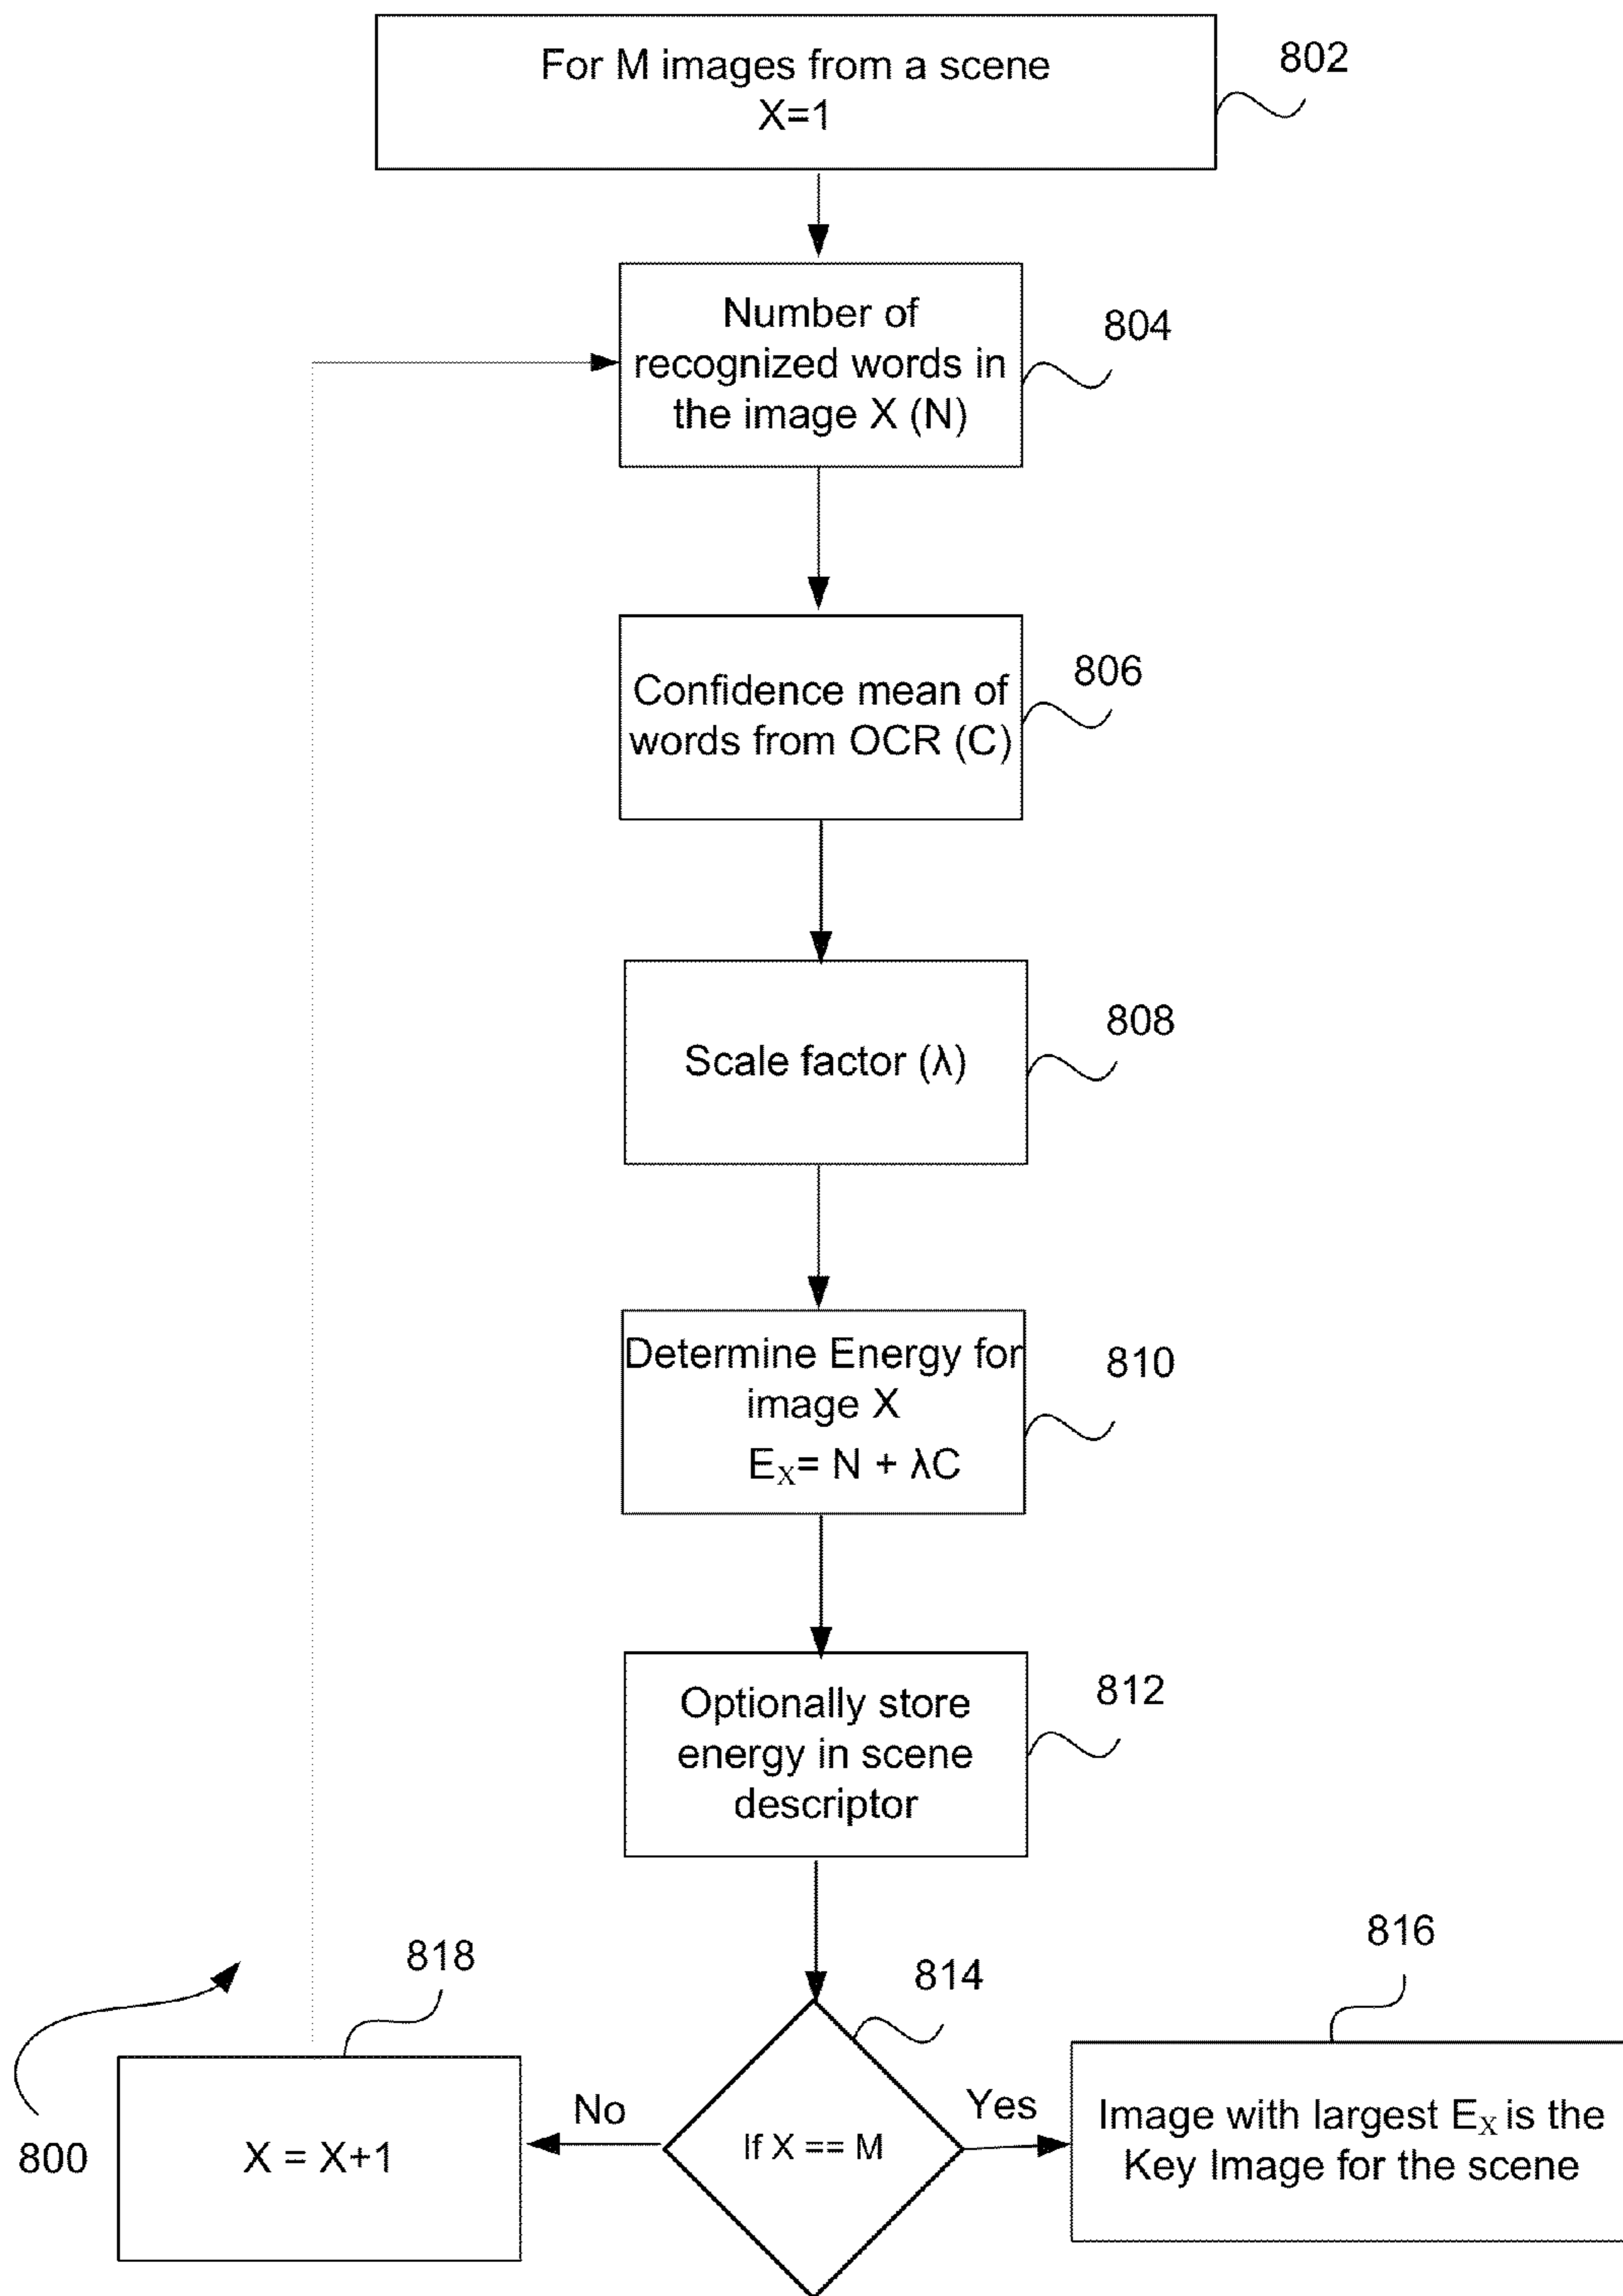 For M images from a scene
X=1
802
Number of
recognized words in
the image X (N)
804
Confidence mean of
words from OCR (C)
806
Scale factor (λ)
808
Determine Energy for
image X
E_X= N + λC
810
Optionally store
energy in scene
descriptor
812
If X == M
814
Yes
Image with largest E_X is the
Key Image for the scene
816
No
X = X+1
818
800